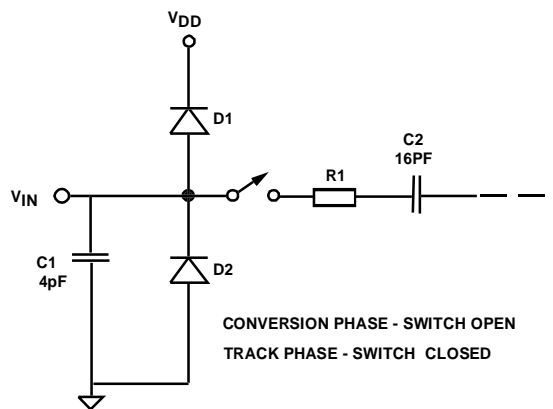 VDD
D1
C2
16PF
R1
VIN
C1
4pF
D2
CONVERSION PHASE - SWITCH OPEN
TRACK PHASE - SWITCH CLOSED